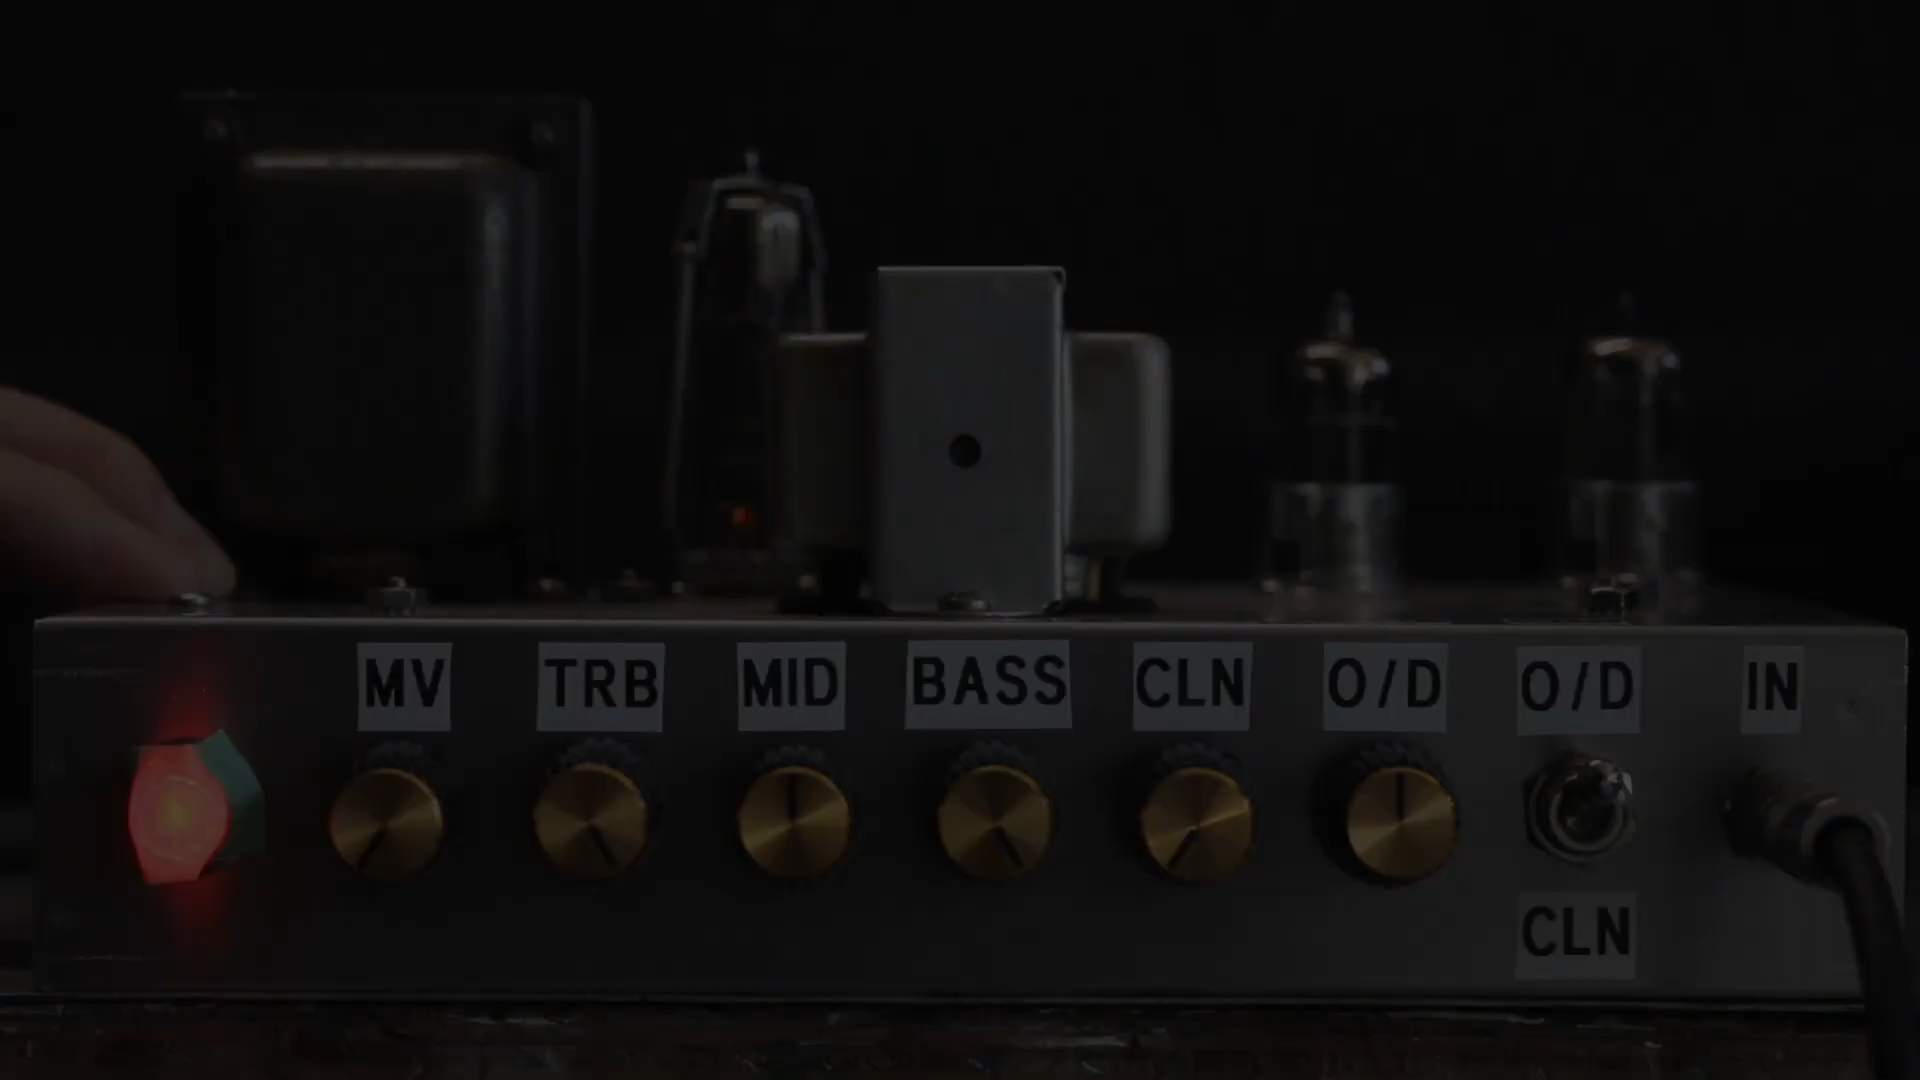 MV
TRB
MID
BASS
CLN
O/D
O/D
IN
CLN